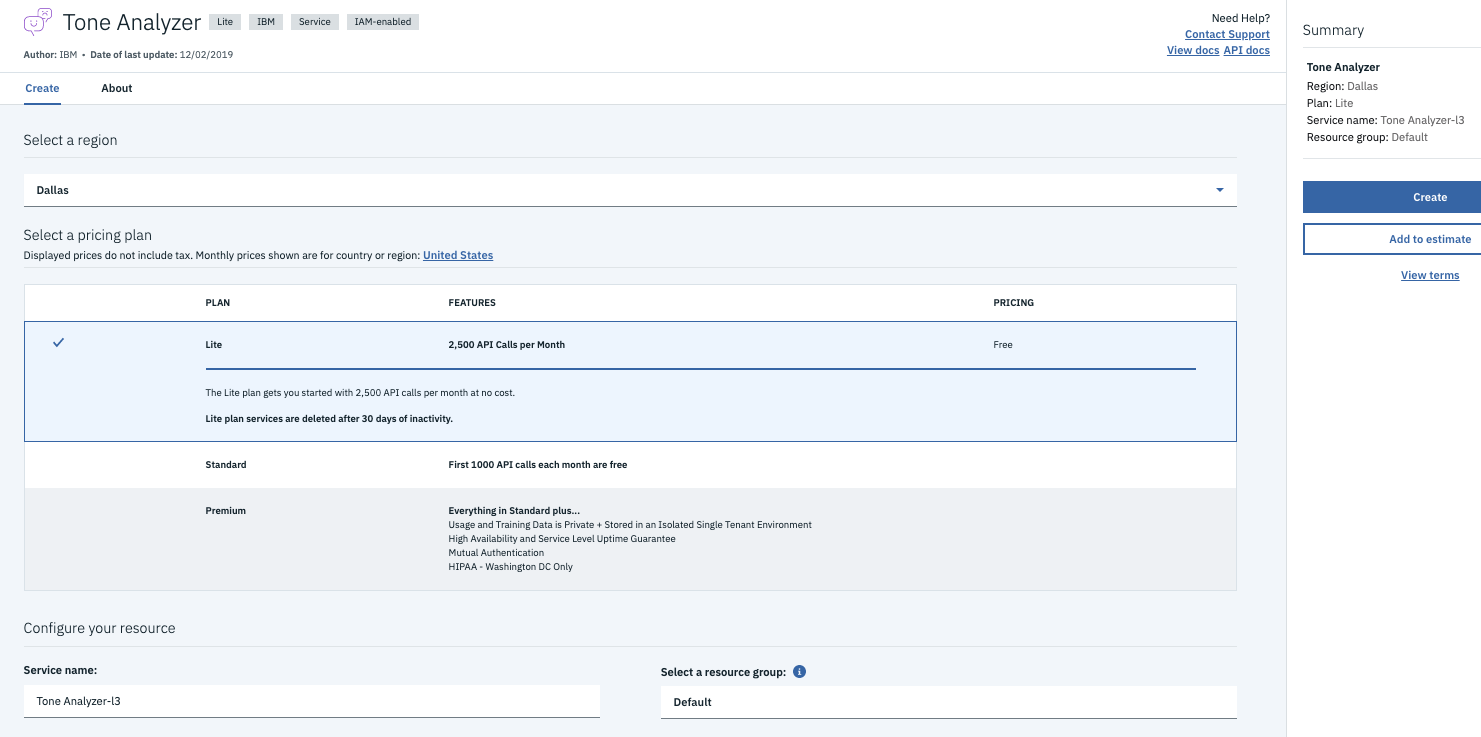 Tone Analyzer Lite IBM Service IAM-enabled
Author: IBM • Date of last update: 12/02/2019
Need Help?
Contact Support
View docs API docs
Create About
Select a region
Dallas
Select a pricing plan
Displayed prices do not include tax. Monthly prices shown are for country or region: United States
PLAN FEATURES PRICING
Lite 2,500 API Calls per Month Free
The Lite plan gets you started with 2,500 API calls per month at no cost.
Lite plan services are deleted after 30 days of inactivity.
Standard First 1000 API calls each month are free
Premium Everything in Standard plus...
Usage and Training Data is Private + Stored in an Isolated Single Tenant Environment
High Availability and Service Level Uptime Guarantee
Mutual Authentication
HIPAA - Washington DC Only
Configure your resource
Service name:
Tone Analyzer-l3
Select a resource group:
Default
Summary
Tone Analyzer
Region: Dallas
Plan: Lite
Service name: Tone Analyzer-l3
Resource group: Default
Create
Add to estimate
View terms